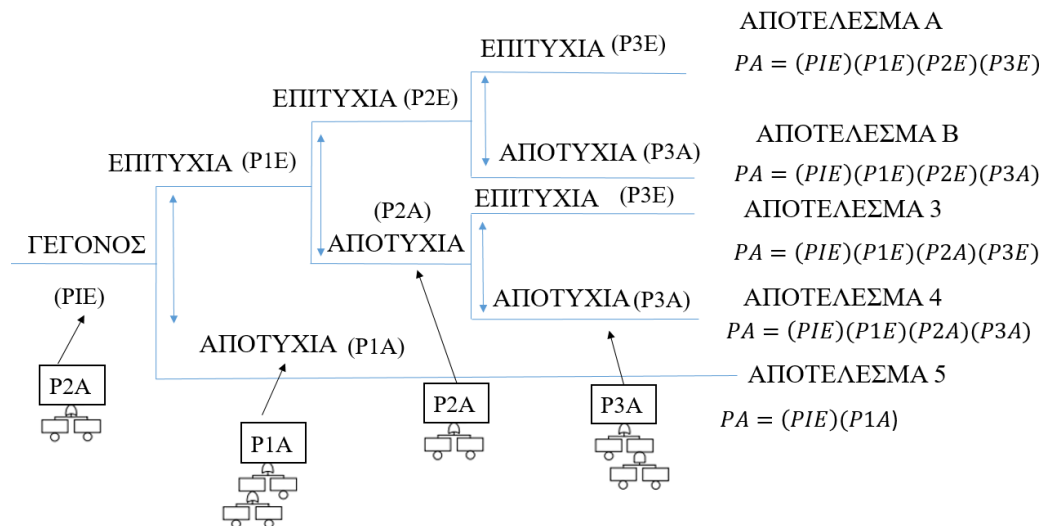 ΑΠΟΤΕΛΕΣΜΑ Α
ΕΠΙΤΥΧΙΑ (P3E)
PA = (PIE)(P1E)(P2E)(P3E)
ΕΠΙΤΥΧΙΑ (P2E)
ΑΠΟΤΕΛΕΣΜΑ Β
ΕΠΙΤΥΧΙΑ (P1E)
ΑΠΟΤΥΧΙΑ (P3A)
PA = (PIE)(P1E)(P2E)(P3A)
ΕΠΙΤΥΧΙΑ (P3E)
ΑΠΟΤΕΛΕΣΜΑ 3
(P2A)
ΓΕΓΟΝΟΣ
ΑΠΟΤΥΧΙΑ
PA = (PIE)(P1E)(P2A)(P3E)
(PIE)
ΑΠΟΤΥΧΙΑ (P3A)
ΑΠΟΤΕΛΕΣΜΑ 4
PA = (PIE)(P1E)(P2A)(P3A)
ΑΠΟΤΥΧΙΑ (P1A)
ΑΠΟΤΕΛΕΣΜΑ 5
P2A
P2A
P3A
PA = (PIE)(P1A)
P1A